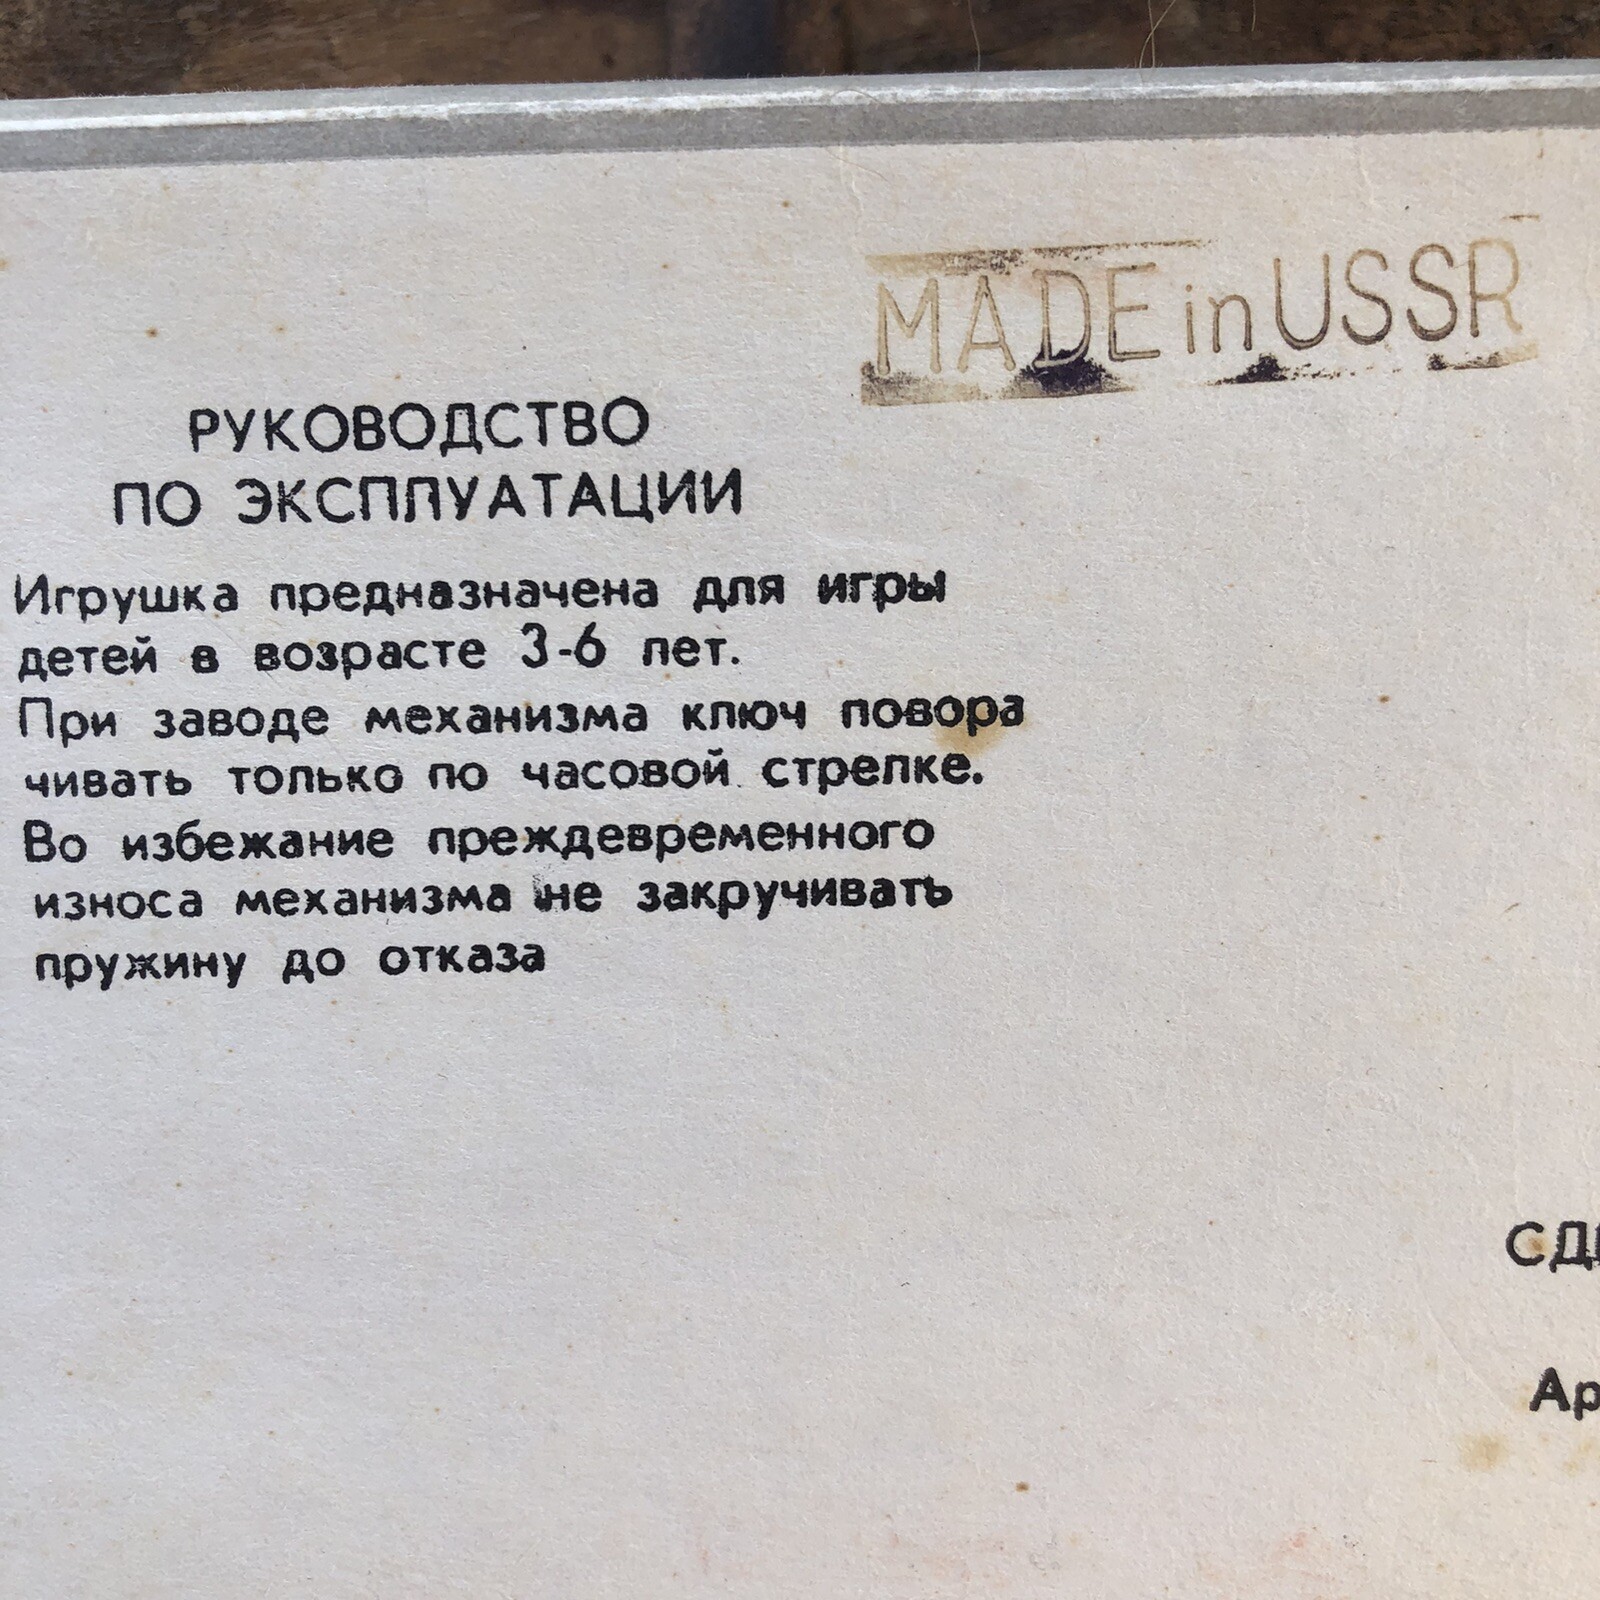 MADE in USSR
РУКОВОДСТВО
ПО ЭКСПЛУАТАЦИИ
Игрушка предназначена для игры
детей в возрасте 3-6 лет.
При заводе механизма ключ повора
чивать только по часовой стрелке.
Во избежание преждевременного
износа механизма не закручивать
пружину до отказа
Ар